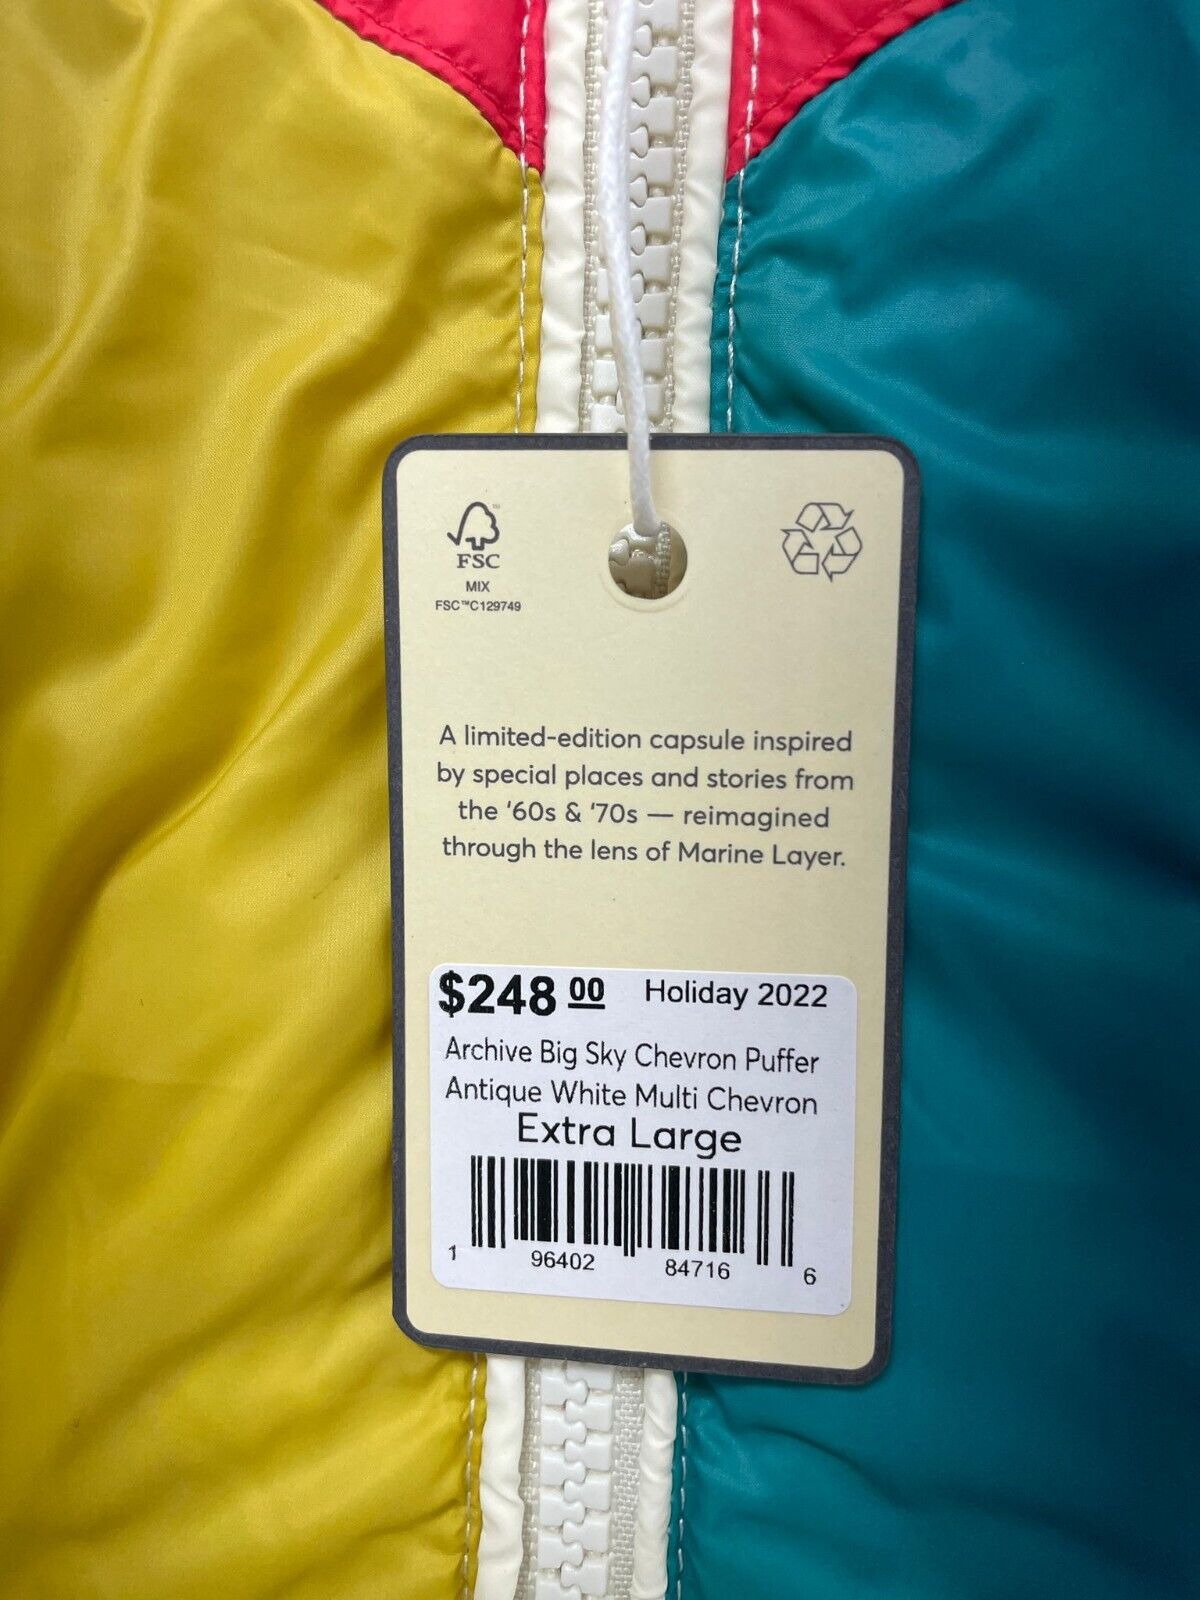 FSC
MIX
FSC™C129749
A limited-edition capsule inspired
by special places and stories from
the ‘60s & ‘70s — reimagined
through the lens of Marine Layer.
$248 00 Holiday 2022
Archive Big Sky Chevron Puffer
Antique White Multi Chevron
Extra Large
1 96402 84716 6